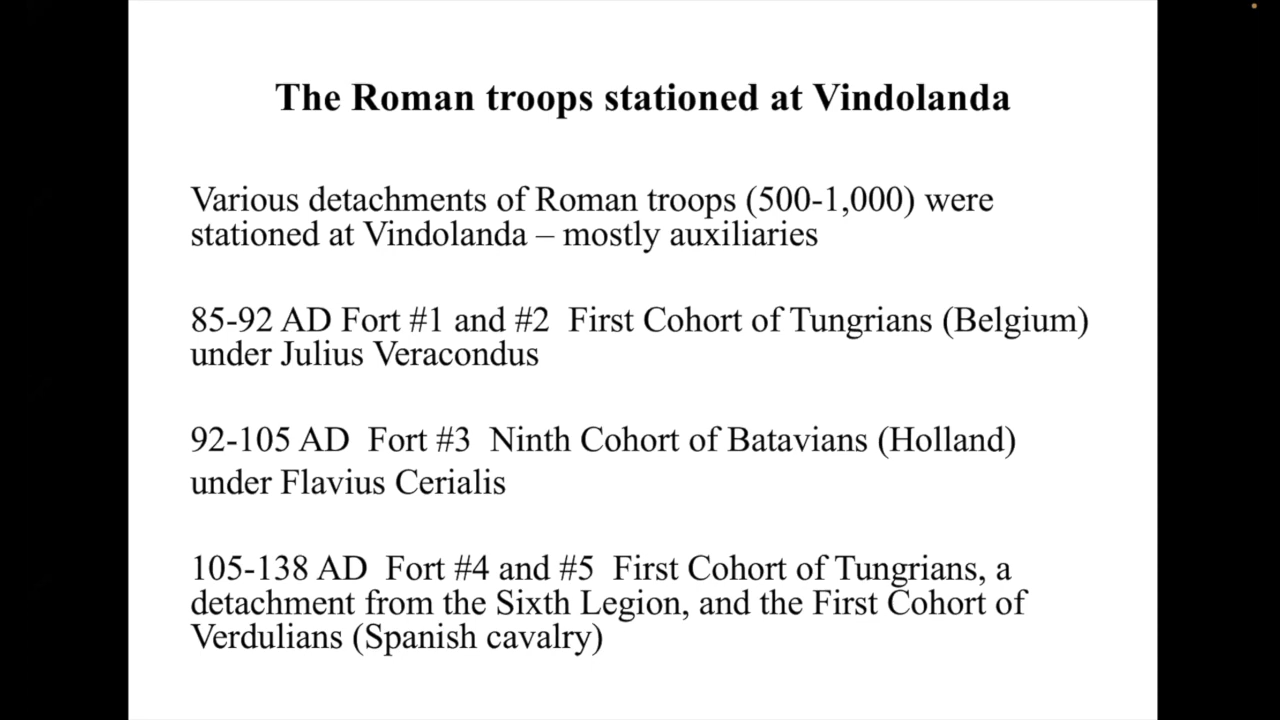 The Roman troops stationed at Vindolanda
Various detachments of Roman troops (500-1,000) were
stationed at Vindolanda – mostly auxiliaries
85-92 AD Fort #1 and #2  First Cohort of Tungrians (Belgium)
under Julius Veracondus
92-105 AD  Fort #3  Ninth Cohort of Batavians (Holland)
under Flavius Cerialis
105-138 AD  Fort #4 and #5  First Cohort of Tungrians, a
detachment from the Sixth Legion, and the First Cohort of
Verdulians (Spanish cavalry)